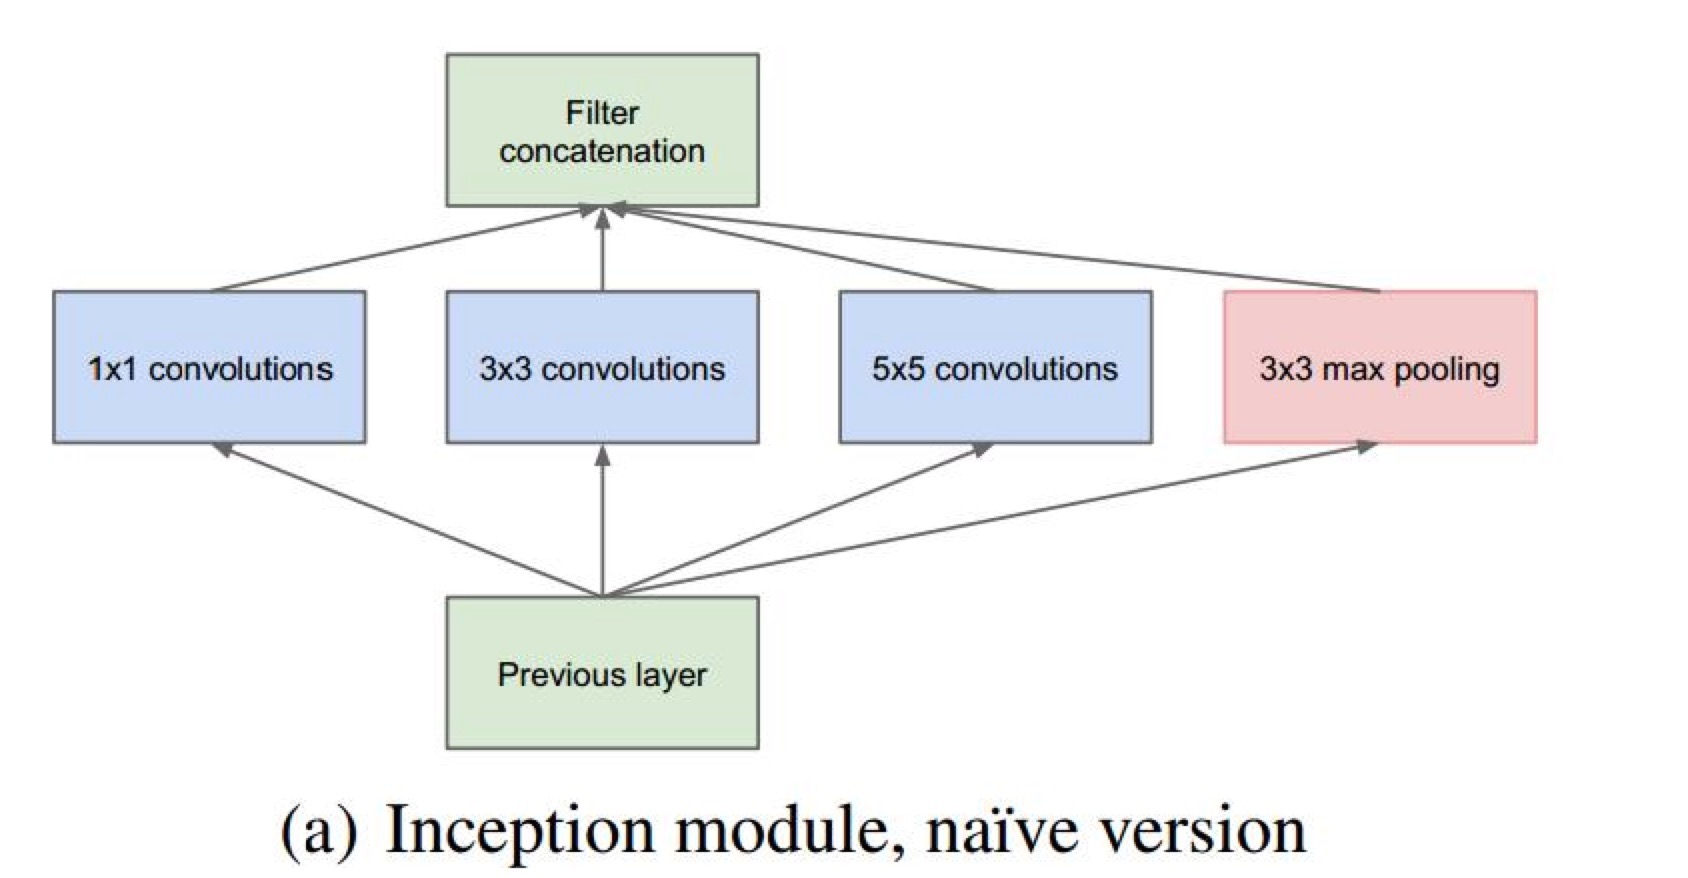 Filter
concatenation
1x1 convolutions
3x3 convolutions
5x5 convolutions
3x3 max pooling
Previous layer
(a) Inception module, naïve version